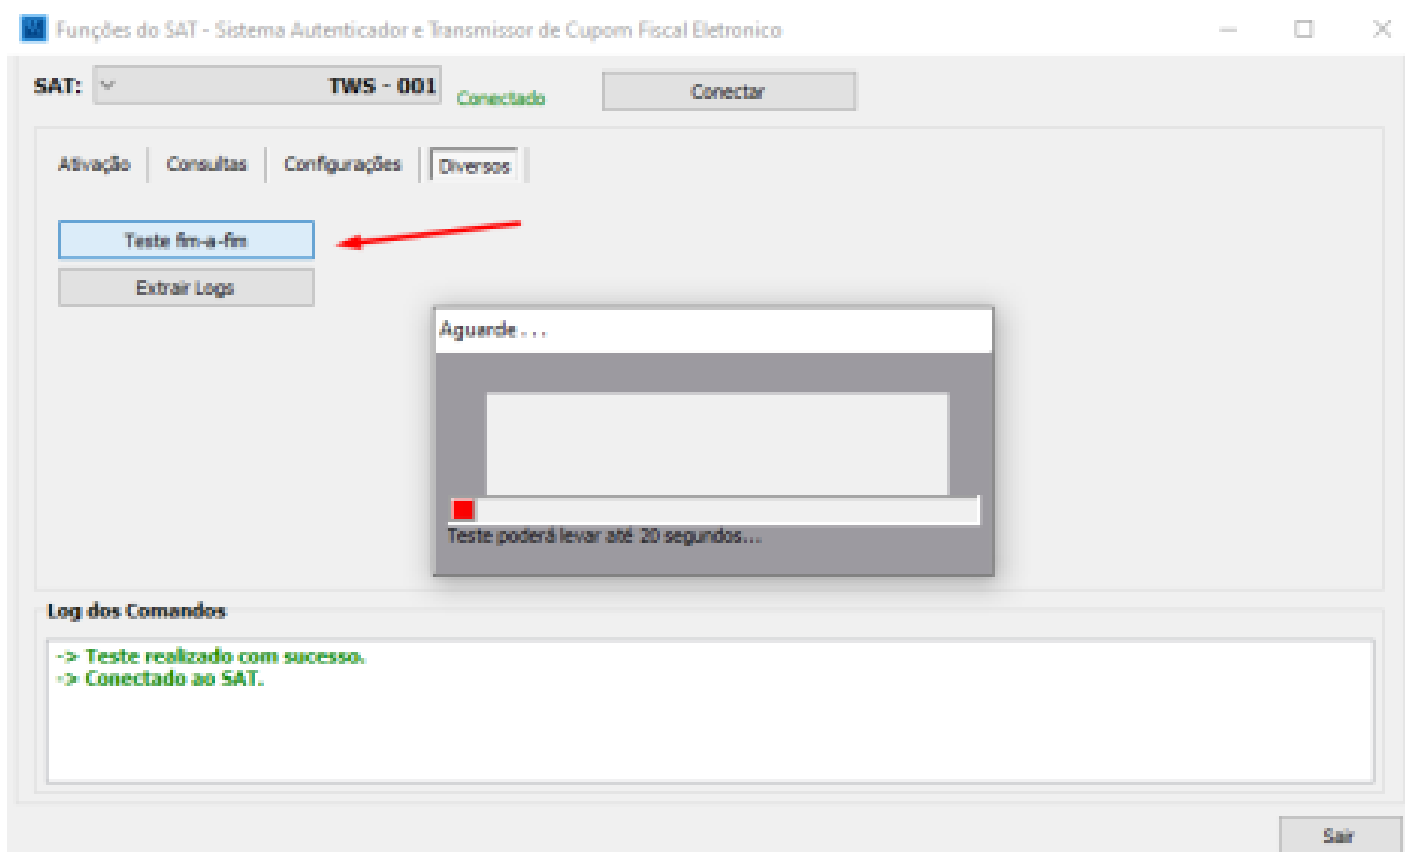 Funções do SAT - Sistema Autenticador e Transmissor de Cupom Fiscal Eletronico
SAT: TWS - 001 Conectado Conectar
Ativação Consultas Configurações Diversos
Teste fim-a-fim
Extrair Logs
Aguarde . . .
Teste poderá levar até 20 segundos...
Log dos Comandos
-> Teste realizado com sucesso.
-> Conectado ao SAT.
Sair